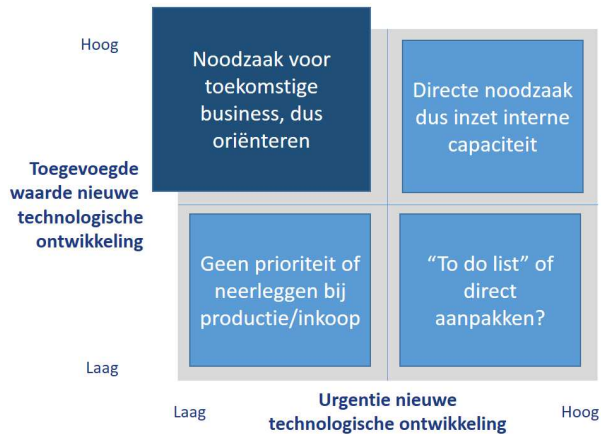 Hoog
Noodzaak voor
toekomstige
business, dus
oriënteren
Directe noodzaak
dus inzet interne
capaciteit
Toegevoegde
waarde nieuwe
technologische
ontwikkeling
Geen prioriteit of
neerleggen bij
productie/inkoop
“To do list” of
direct
aanpakken?
Laag
Laag
Urgentie nieuwe
technologische ontwikkeling
Hoog